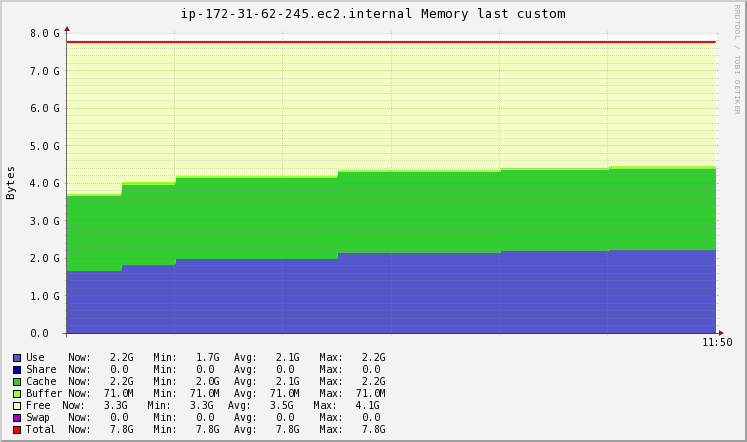 ip-172-31-62-245.ec2.internal Memory last custom
RRDTOOL / TOBI OETIKER
Bytes
8.0 G
7.0 G
6.0 G
5.0 G
4.0 G
3.0 G
2.0 G
1.0 G
0.0
11:50
Use Now: 2.2G Min: 1.7G Avg: 2.1G Max: 2.2G
Share Now: 0.0 Min: 0.0 Avg: 0.0 Max: 0.0
Cache Now: 2.2G Min: 2.0G Avg: 2.1G Max: 2.2G
Buffer Now: 71.0M Min: 71.0M Avg: 71.0M Max: 71.0M
Free Now: 3.3G Min: 3.3G Avg: 3.5G Max: 4.1G
Swap Now: 0.0 Min: 0.0 Avg: 0.0 Max: 0.0
Total Now: 7.8G Min: 7.8G Avg: 7.8G Max: 7.8G